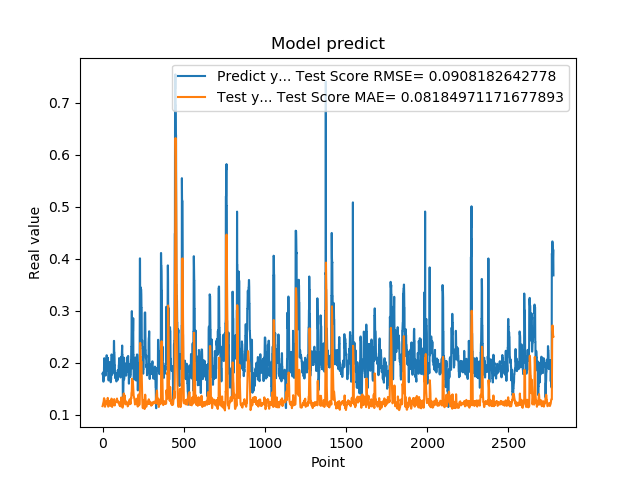 Model predict
Predict y... Test Score RMSE= 0.0908182642778
Test y... Test Score MAE= 0.08184971171677893
Real value
0.7
0.6
0.5
0.4
0.3
0.2
0.1
0 500 1000 1500 2000 2500
Point